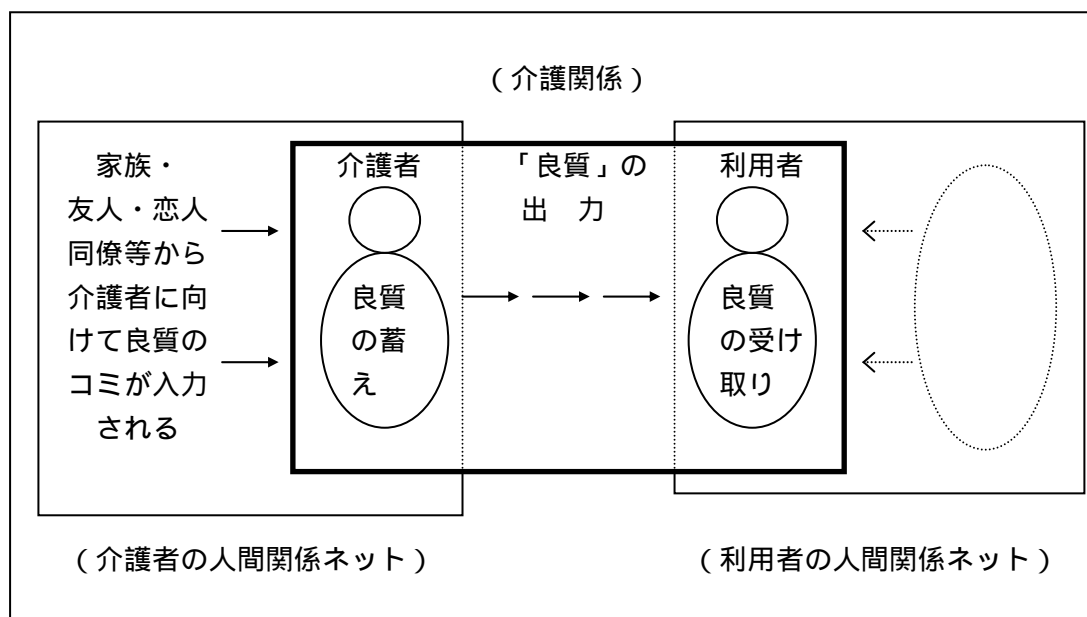 （介護関係）
家族・
友人・恋人
同僚等から
介護者に向
けて良質の
コミが入力
される
介護者
良質
の蓄
え
「良質」の
出　力
利用者
良質
の受け
取り
（介護者の人間関係ネット）
（利用者の人間関係ネット）